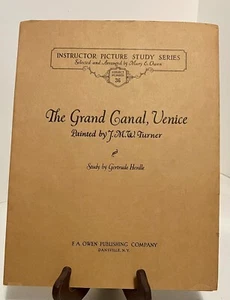 INSTRUCTOR PICTURE STUDY SERIES
Selected and Arranged by Mary E. Owen
The Grand Canal, Venice
Painted by J. M. W. Turner
Study by Gertrude Herdle
F. A. OWEN PUBLISHING COMPANY
DANSVILLE, N.Y.